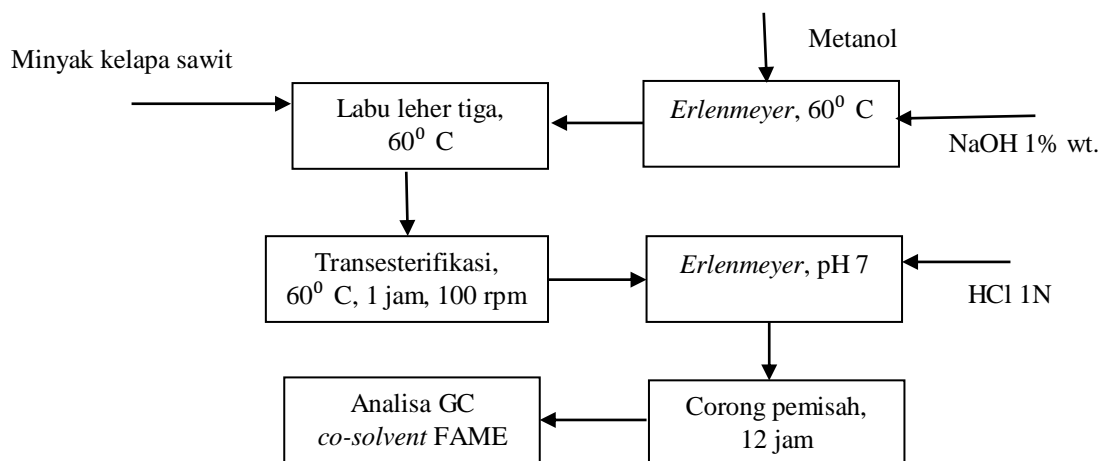 Metanol
Minyak kelapa sawit
Labu leher tiga,
60⁰ C
Erlenmeyer, 60⁰ C
NaOH 1% wt.
Transesterifikasi,
60⁰ C, 1 jam, 100 rpm
Erlenmeyer, pH 7
HCl 1N
Analisa GC
co-solvent FAME
Corong pemisah,
12 jam